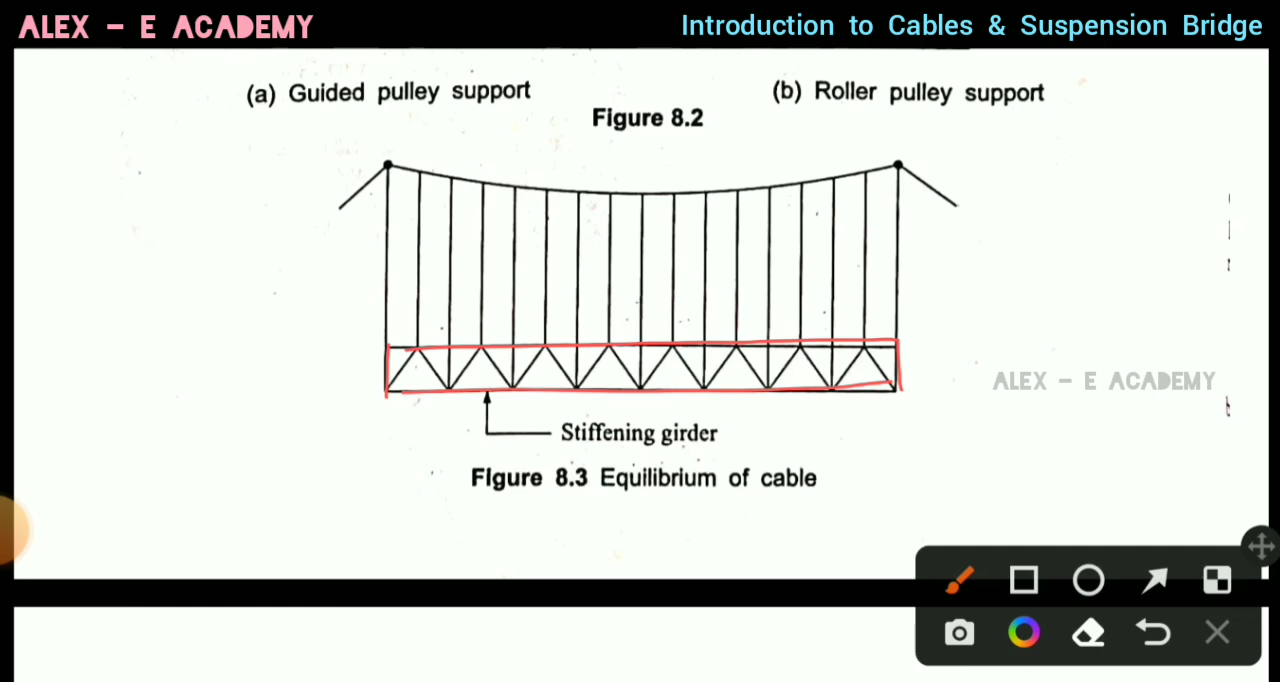 ALEX - E ACADEMY
Introduction to Cables & Suspension Bridge
(a) Guided pulley support
(b) Roller pulley support
Figure 8.2
ALEX - E ACADEMY
Stiffening girder
Figure 8.3 Equilibrium of cable